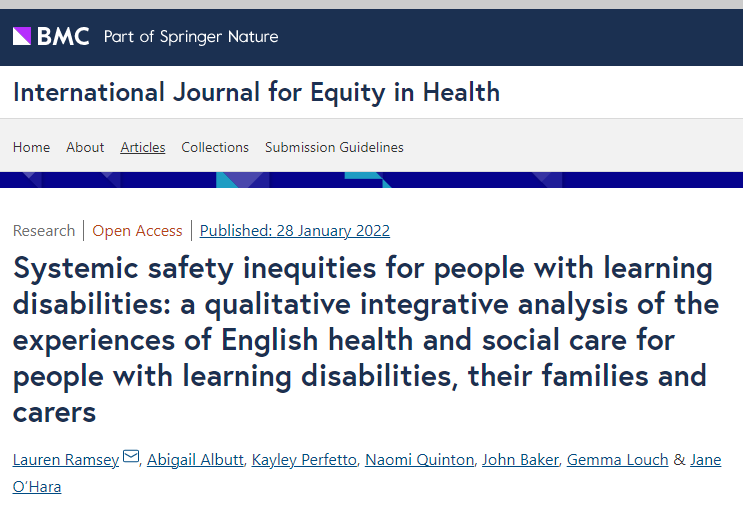 BMC Part of Springer Nature
International Journal for Equity in Health
Home About Articles Collections Submission Guidelines
Research | Open Access | Published: 28 January 2022
Systemic safety inequities for people with learning
disabilities: a qualitative integrative analysis of the
experiences of English health and social care for
people with learning disabilities, their families and
carers
Lauren Ramsey, Abigail Albutt, Kayley Perfetto, Naomi Quinton, John Baker, Gemma Louch & Jane
O’Hara